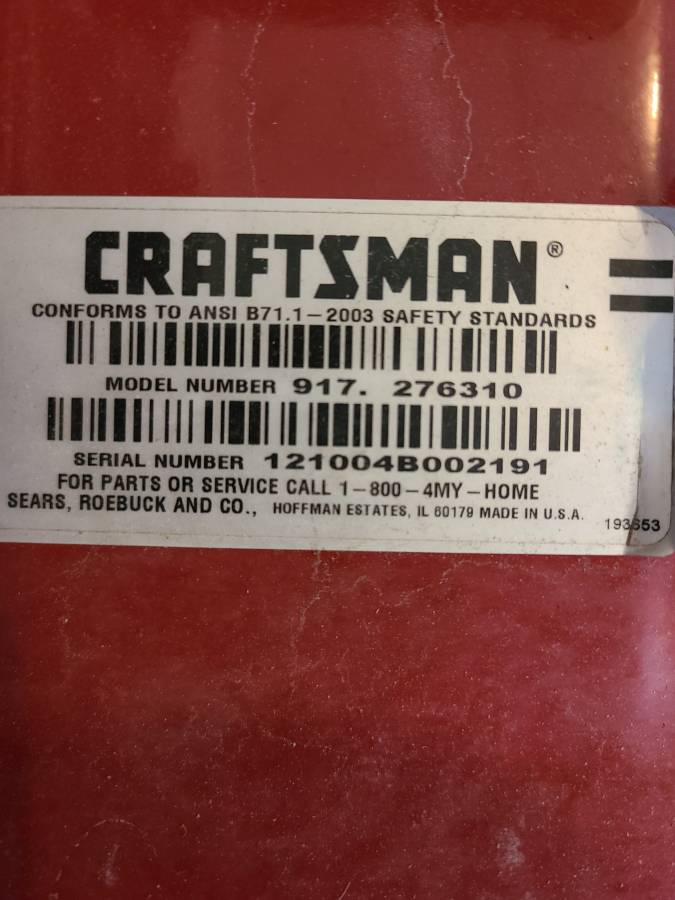 CRAFTSMAN®
CONFORMS TO ANSI B71.1-2003 SAFETY STANDARDS
MODEL NUMBER 917. 276310
SERIAL NUMBER 121004B002191
FOR PARTS OR SERVICE CALL 1-800-4MY-HOME
SEARS, ROEBUCK AND CO., HOFFMAN ESTATES, IL 60179 MADE IN U.S.A.
193653